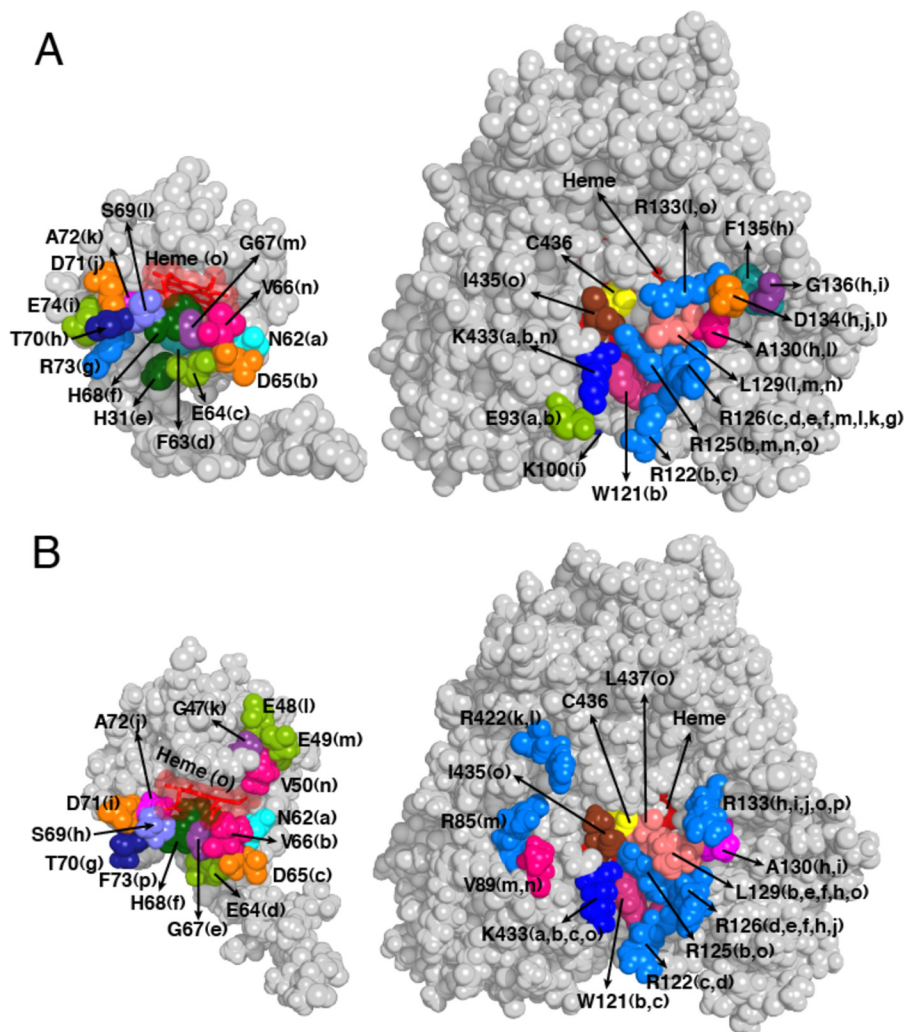 A
S69(l)
A72(k)
D71(j)
Heme (o)
G67(m)
V66(n)
E74(i)
T70(h)
N62(a)
R73(g)
D65(b)
H68(f)
E64(c)
H31(e)
F63(d)
Heme
R133(l,o)
F135(h)
C436
G136(h,i)
I435(o)
D134(h,j,l)
K433(a,b,n)
A130(h,l)
L129(l,m,n)
E93(a,b)
R126(c,d,e,f,m,l,k,g)
R125(b,m,n,o)
K100(i)
R122(b,c)
W121(b)
B
G47(k)
E48(l)
A72(j)
E49(m)
Heme (o)
V50(n)
D71(i)
N62(a)
S69(h)
V66(b)
T70(g)
F73(p)
D65(c)
H68(f)
E64(d)
G67(e)
L437(o)
C436
R422(k,l)
Heme
I435(o)
R85(m)
R133(h,i,j,o,p)
A130(h,i)
V89(m,n)
L129(b,e,f,h,o)
K433(a,b,c,o)
R126(d,e,f,h,j)
R125(b,o)
R122(c,d)
W121(b,c)